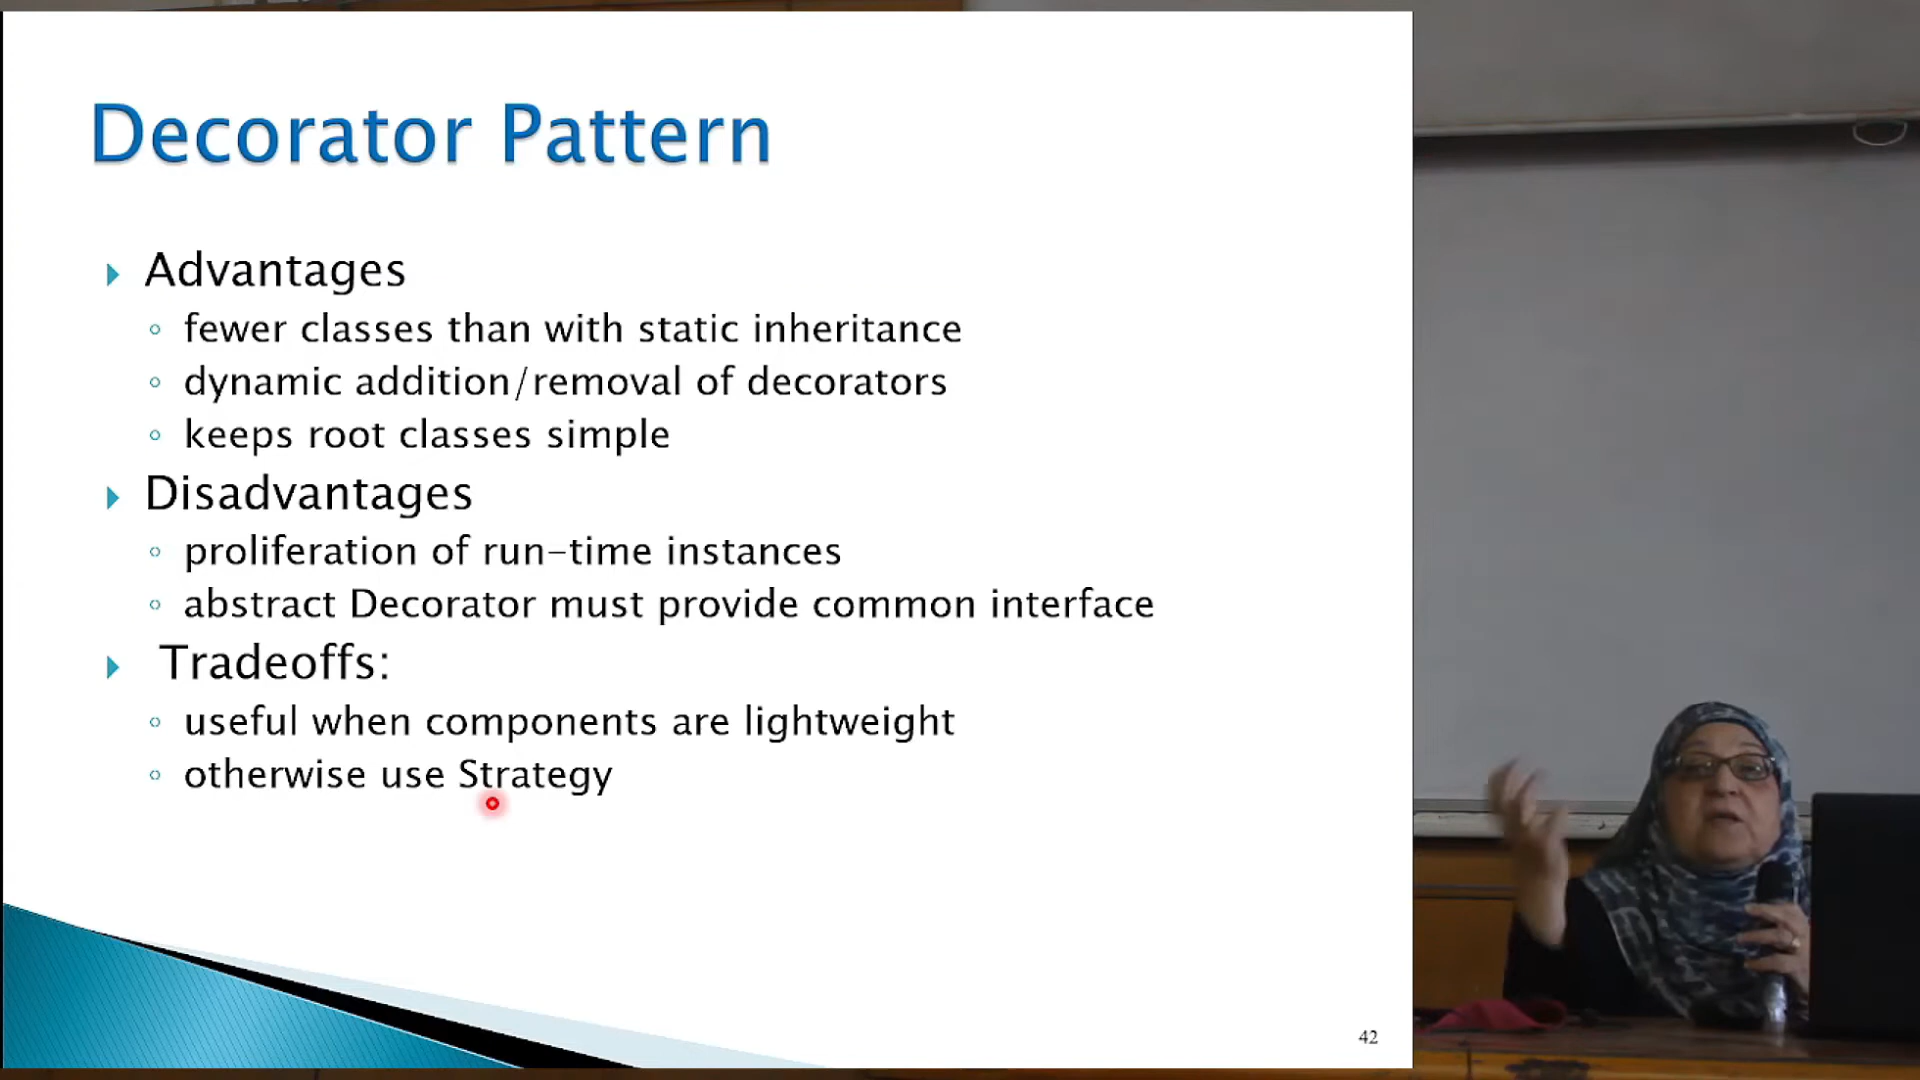 Decorator Pattern
Advantages
fewer classes than with static inheritance
dynamic addition/removal of decorators
keeps root classes simple
Disadvantages
proliferation of run-time instances
abstract Decorator must provide common interface
Tradeoffs:
useful when components are lightweight
otherwise use Strategy
42